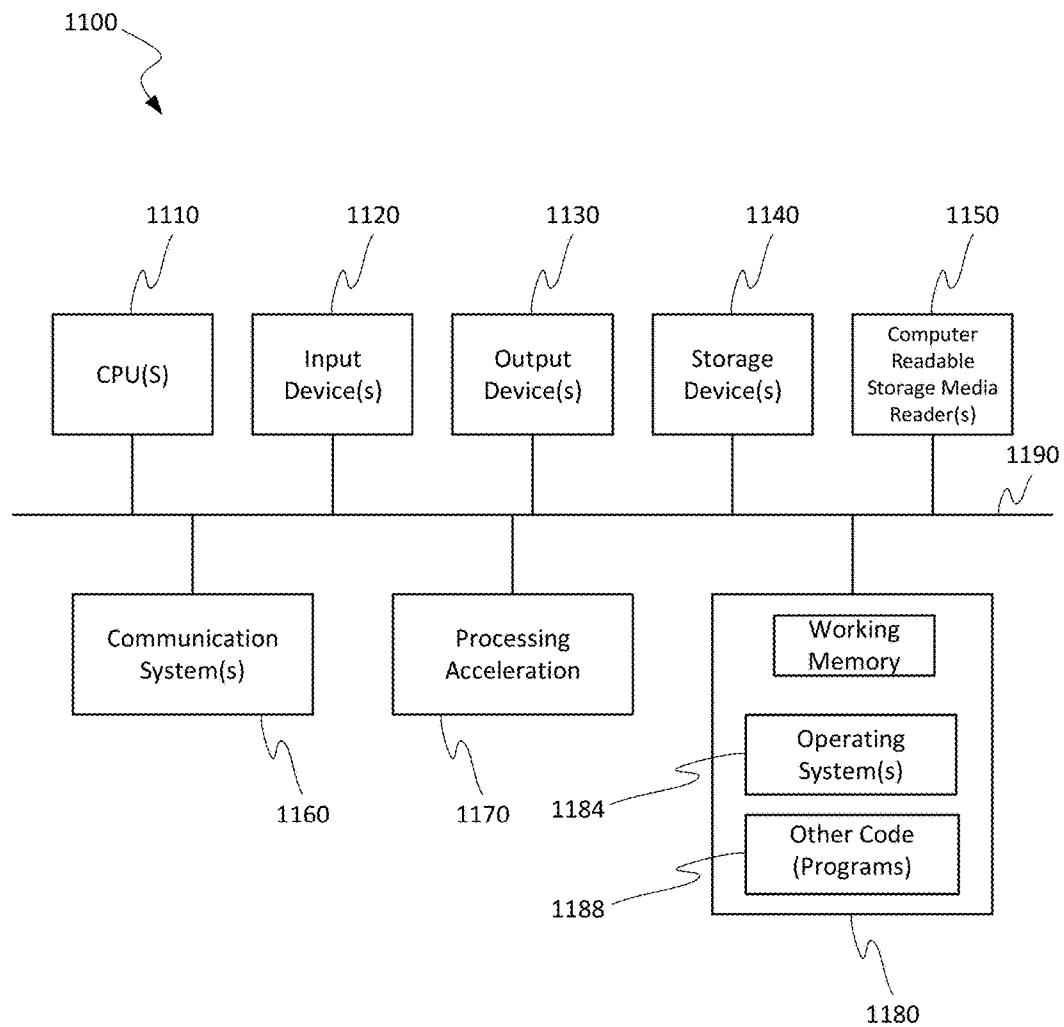 1100
1110
1120
1130
1140
1150
CPU(S)
Input
Device(s)
Output
Device(s)
Storage
Device(s)
Computer
Readable
Storage Media
Reader(s)
1190
Communication
System(s)
Processing
Acceleration
Working
Memory
Operating
System(s)
1184
1160
1170
Other Code
(Programs)
1188
1180